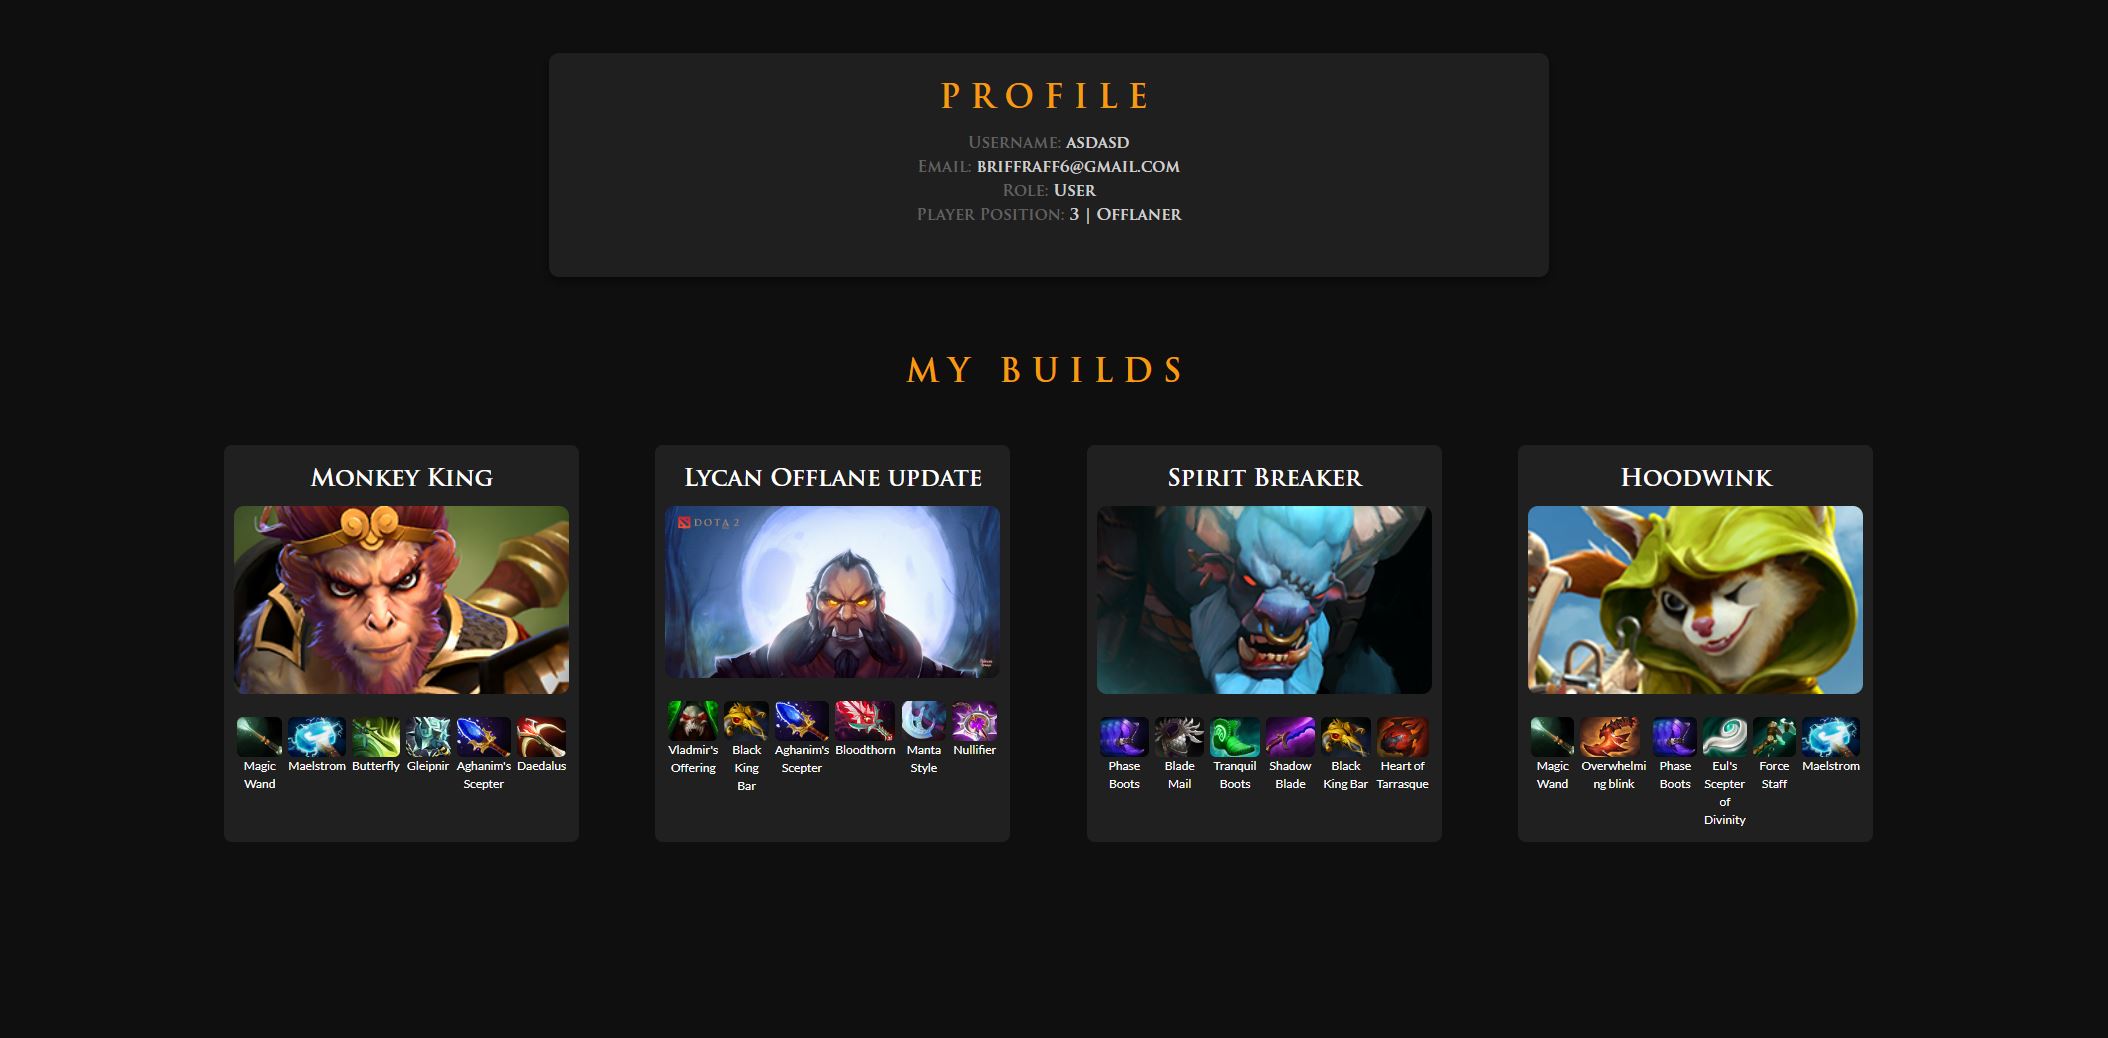 PROFILE
Username: asdasd
Email: briffraff6@gmail.com
Role: User
Player Position: 3 | Offlaner
MY BUILDS
Monkey King
Magic Wand
Maelstrom
Butterfly
Gleipnir
Aghanim's Scepter
Daedalus
Lycan Offlane update
DOTA 2
Vladmir's Offering
Black King Bar
Aghanim's Scepter
Bloodthorn
Manta Style
Nullifier
Spirit Breaker
Phase Boots
Blade Mail
Tranquil Boots
Shadow Blade
Black King Bar
Heart of Tarrasque
Hoodwink
Magic Wand
Overwhelming blink
Phase Boots
Eul's Scepter of Divinity
Force Staff
Maelstrom